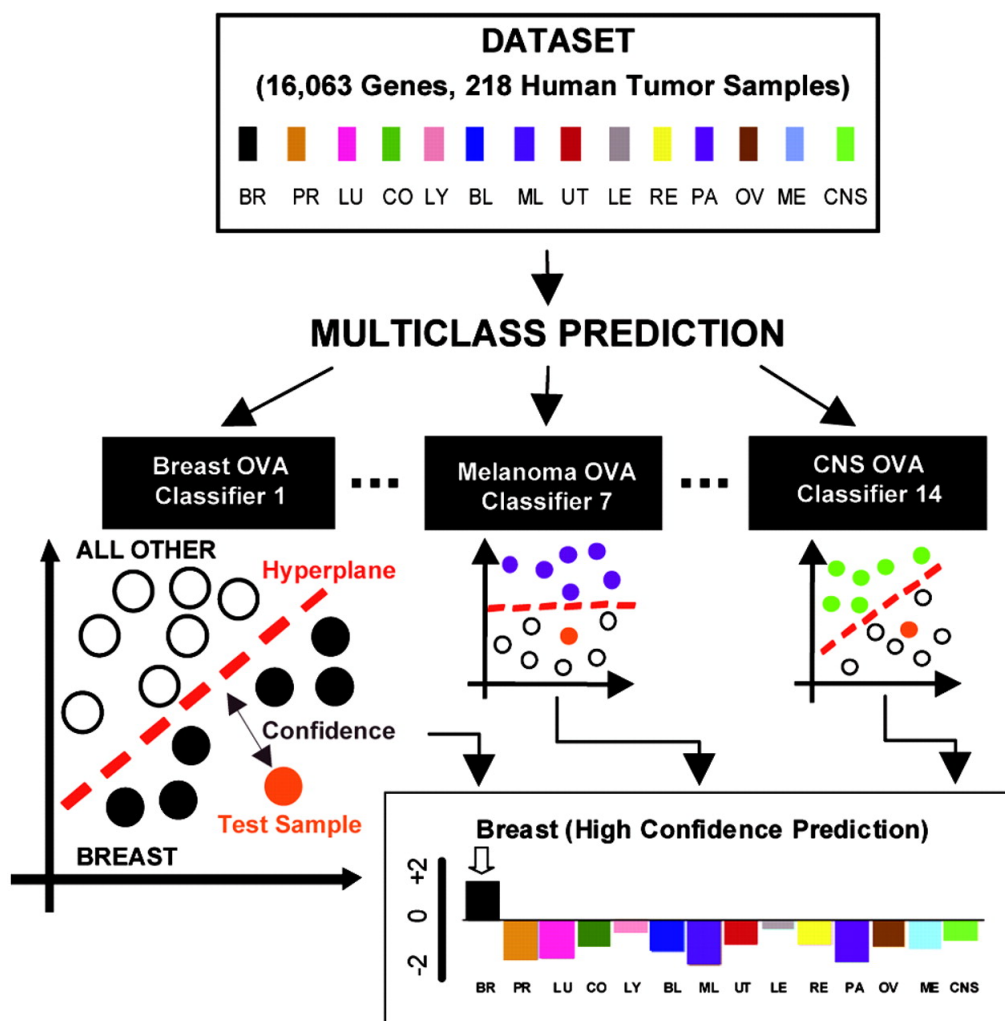 DATASET
(16,063 Genes, 218 Human Tumor Samples)
BR PR LU CO LY BL ML UT LE RE PA OV ME CNS
MULTICLASS PREDICTION
Breast OVA
Classifier 1
...
Melanoma OVA
Classifier 7
...
CNS OVA
Classifier 14
ALL OTHER
Hyperplane
Confidence
Test Sample
BREAST
Breast (High Confidence Prediction)
+2
0
-2
BR PR LU CO LY BL ML UT LE RE PA OV ME CNS